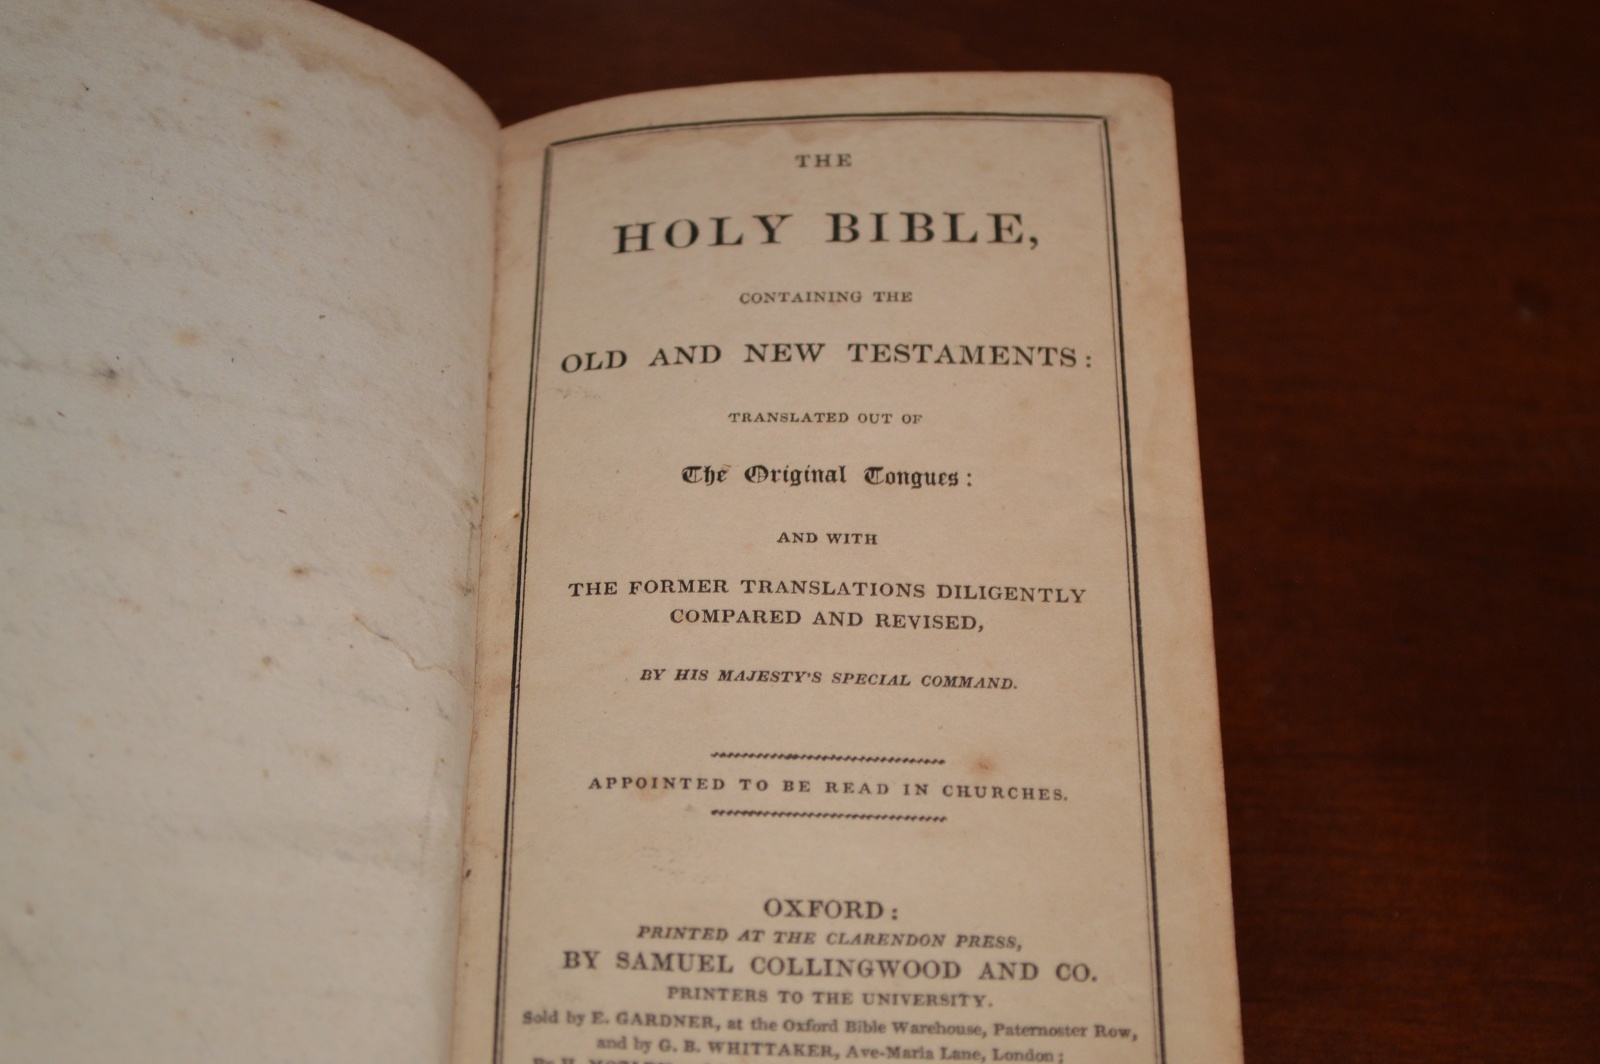 THE
HOLY BIBLE,
CONTAINING THE
OLD AND NEW TESTAMENTS:
TRANSLATED OUT OF
The Original Tongues:
AND WITH
THE FORMER TRANSLATIONS DILIGENTLY
COMPARED AND REVISED,
BY HIS MAJESTY'S SPECIAL COMMAND.
APPOINTED TO BE READ IN CHURCHES.
OXFORD:
PRINTED AT THE CLARENDON PRESS,
BY SAMUEL COLLINGWOOD AND CO.
PRINTERS TO THE UNIVERSITY.
Sold by E. GARDNER, at the Oxford Bible Warehouse, Paternoster Row,
and by G. B. WHITTAKER, Ave-Maria Lane, London;